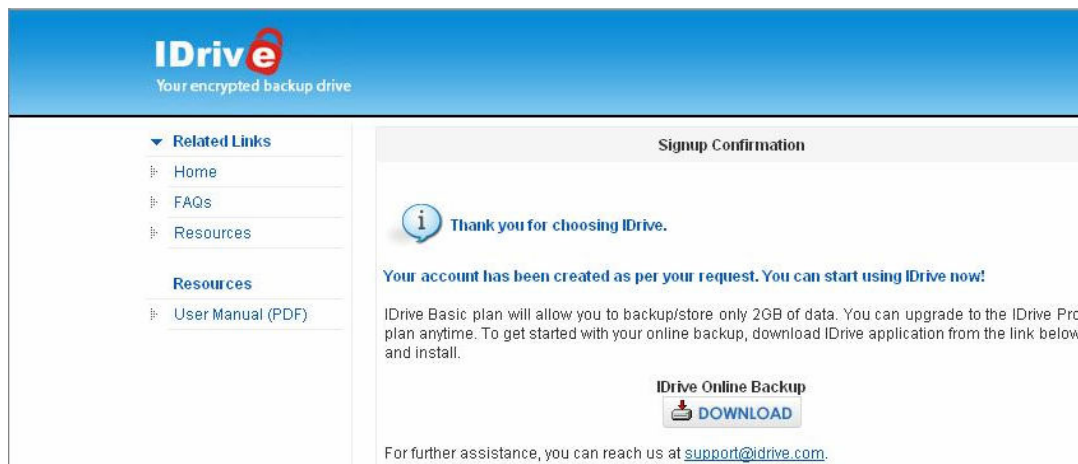 IDrive
Your encrypted backup drive
Related Links
Home
FAQs
Resources
Resources
User Manual (PDF)
Signup Confirmation
Thank you for choosing IDrive.
Your account has been created as per your request. You can start using IDrive now!
IDrive Basic plan will allow you to backup/store only 2GB of data. You can upgrade to the IDrive Pro
plan anytime. To get started with your online backup, download IDrive application from the link below
and install.
IDrive Online Backup
DOWNLOAD
For further assistance, you can reach us at support@idrive.com.